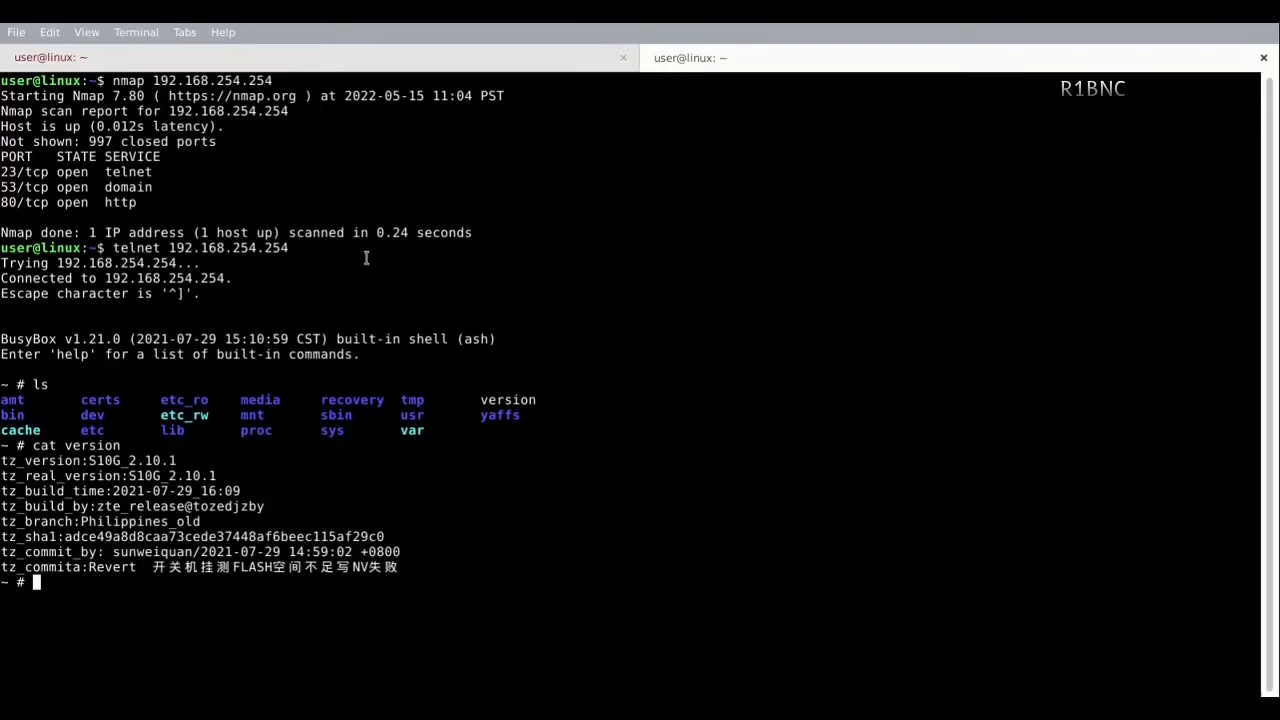 File Edit View Terminal Tabs Help
user@linux: ~ × user@linux: ~ ×
R1BNC
user@linux:~$ nmap 192.168.254.254
Starting Nmap 7.80 ( https://nmap.org ) at 2022-05-15 11:04 PST
Nmap scan report for 192.168.254.254
Host is up (0.012s latency).
Not shown: 997 closed ports
PORT   STATE SERVICE
23/tcp open  telnet
53/tcp open  domain
80/tcp open  http
Nmap done: 1 IP address (1 host up) scanned in 0.24 seconds
user@linux:~$ telnet 192.168.254.254
Trying 192.168.254.254...
Connected to 192.168.254.254.
Escape character is '^]'.
BusyBox v1.21.0 (2021-07-29 15:10:59 CST) built-in shell (ash)
Enter 'help' for a list of built-in commands.
~ # ls
amt       certs     etc_ro    media     recovery  tmp       version
bin       dev       etc_rw    mnt       sbin      usr       yaffs
cache     etc       lib       proc      sys       var
~ # cat version
tz_version:S10G_2.10.1
tz_real_version:S10G_2.10.1
tz_build_time:2021-07-29_16:09
tz_build_by:zte_release@tozedjzby
tz_branch:Philippines_old
tz_sha1:adce49a8d8caa73cede37448af6beec115af29c0
tz_commit_by: sunweiquan/2021-07-29 14:59:02 +0800
tz_commita:Revert  开关机挂测FLASH空间不足写NV失败
~ #